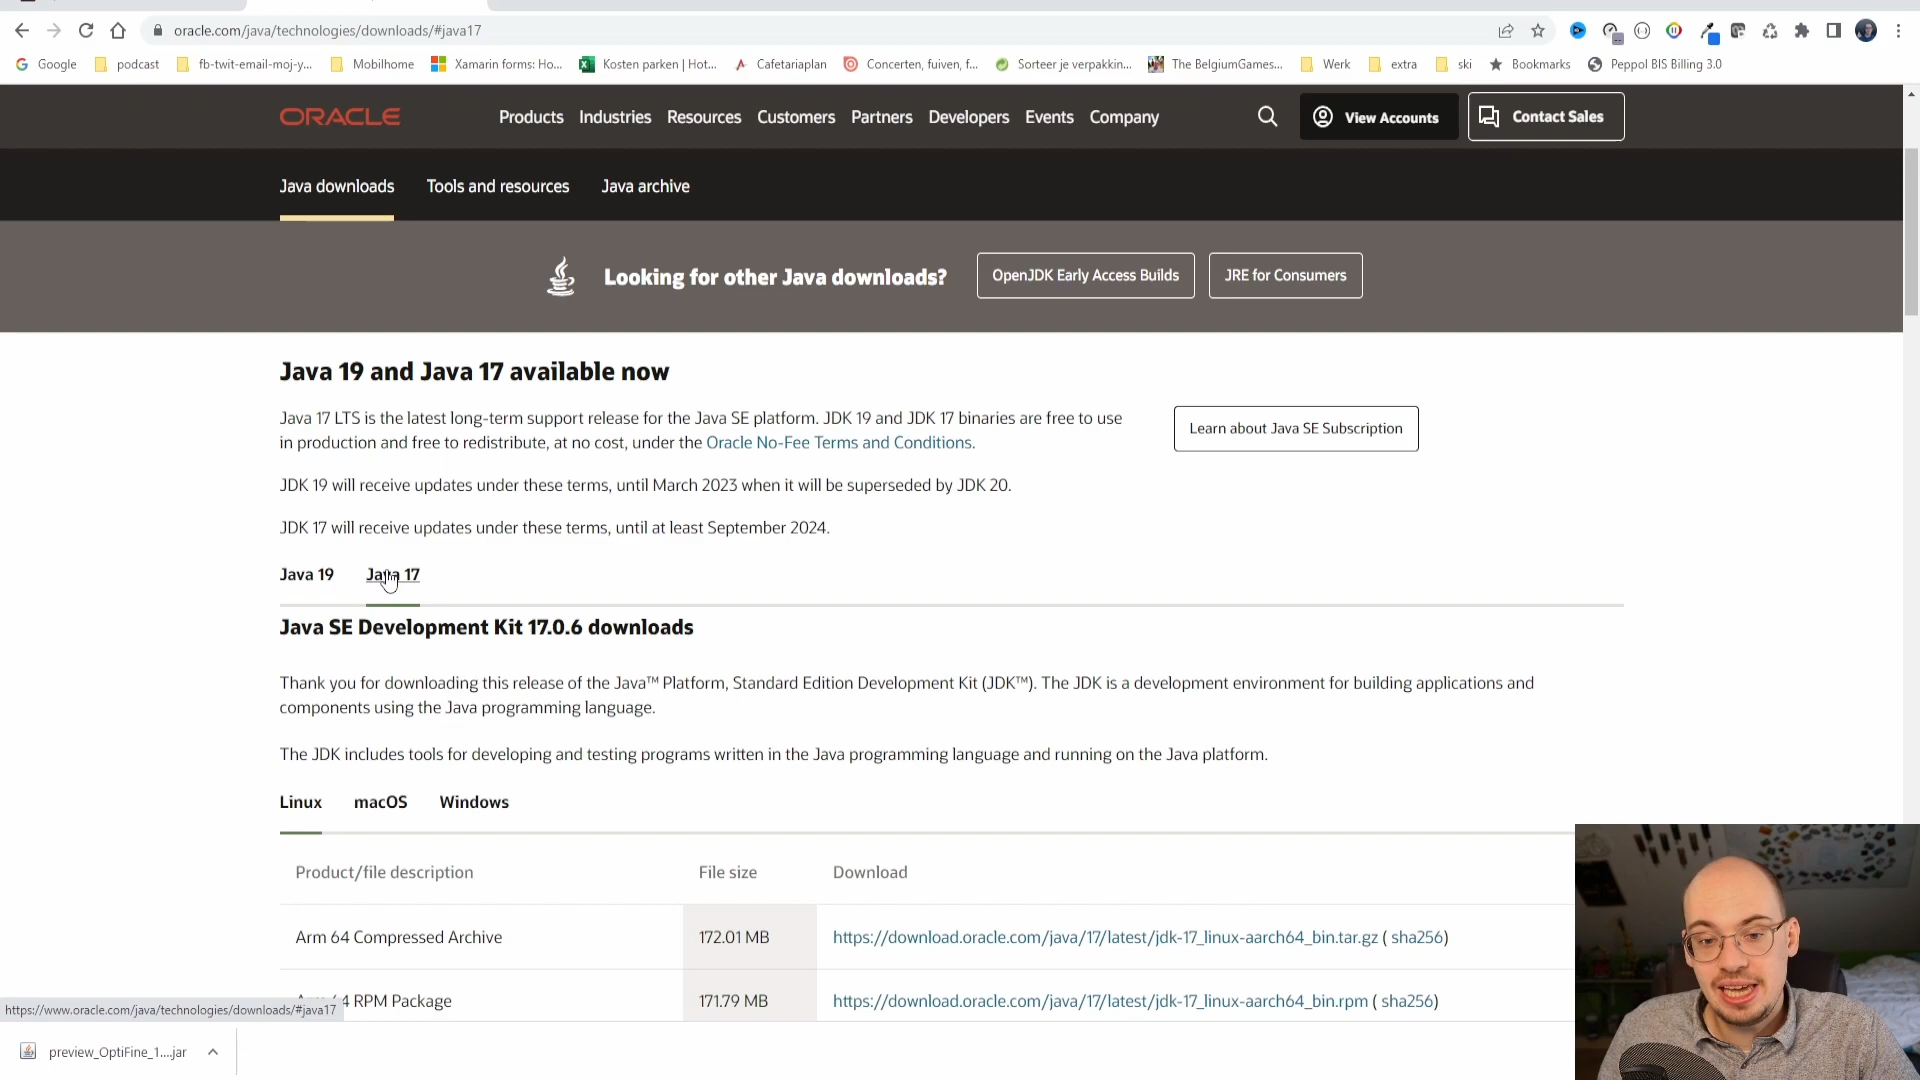 oracle.com/java/technologies/downloads/#java17
Google
podcast
fb-twit-email-moj-y...
Mobilhome
Xamarin forms: Ho...
Kosten parken | Hot...
Cafetariaplan
Concerten, fuiven, f...
Sorteer je verpakkin...
The BelgiumGames...
Werk
extra
ski
Bookmarks
Peppol BIS Billing 3.0
ORACLE
Products
Industries
Resources
Customers
Partners
Developers
Events
Company
View Accounts
Contact Sales
Java downloads
Tools and resources
Java archive
Looking for other Java downloads?
OpenJDK Early Access Builds
JRE for Consumers
Java 19 and Java 17 available now
Java 17 LTS is the latest long-term support release for the Java SE platform. JDK 19 and JDK 17 binaries are free to use
in production and free to redistribute, at no cost, under the Oracle No-Fee Terms and Conditions.
Learn about Java SE Subscription
JDK 19 will receive updates under these terms, until March 2023 when it will be superseded by JDK 20.
JDK 17 will receive updates under these terms, until at least September 2024.
Java 19
Java 17
Java SE Development Kit 17.0.6 downloads
Thank you for downloading this release of the Java™ Platform, Standard Edition Development Kit (JDK™). The JDK is a development environment for building applications and
components using the Java programming language.
The JDK includes tools for developing and testing programs written in the Java programming language and running on the Java platform.
Linux
macOS
Windows
Product/file description
File size
Download
Arm 64 Compressed Archive
172.01 MB
https://download.oracle.com/java/17/latest/jdk-17_linux-aarch64_bin.tar.gz ( sha256)
Arm 64 RPM Package
171.79 MB
https://download.oracle.com/java/17/latest/jdk-17_linux-aarch64_bin.rpm ( sha256)
https://www.oracle.com/java/technologies/downloads/#java17
preview_OptiFine_1....jar